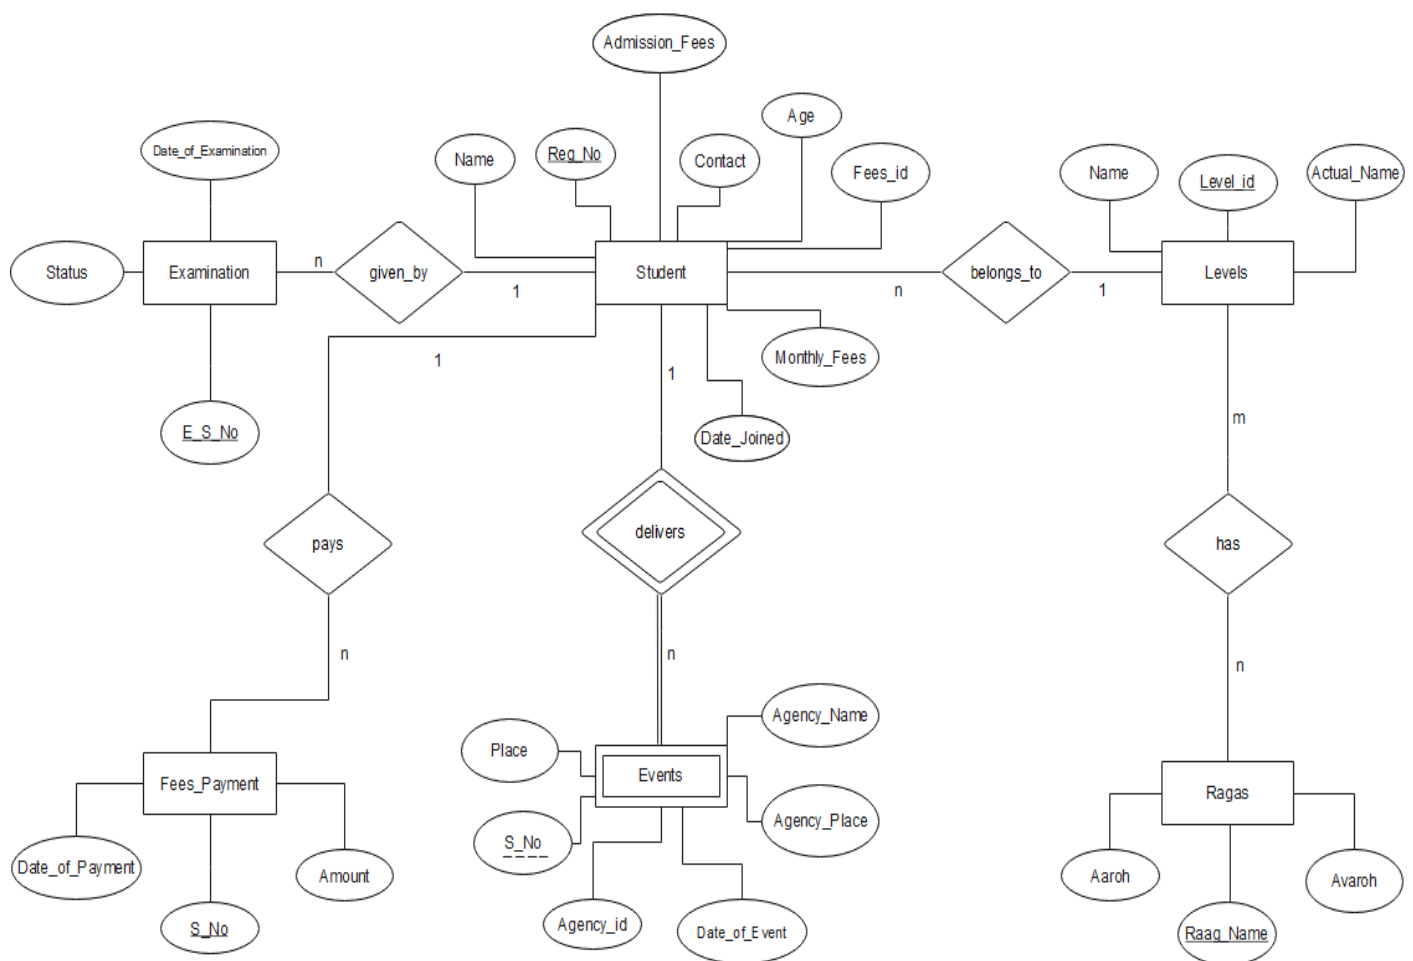 Admission_Fees
Age
Date_of_Examination
Name
Reg_No
Contact
Fees_id
Name
Level_id
Actual_Name
Status
Examination
n
given_by
1
Student
n
belongs_to
1
Levels
1
1
Monthly_Fees
m
E_S_No
Date_Joined
pays
delivers
has
n
n
n
Agency_Name
Place
Events
Fees_Payment
Ragas
Agency_Place
S_No
Date_of_Payment
Amount
Aaroh
Avaroh
S_No
Agency_id
Date_of_Event
Raag_Name